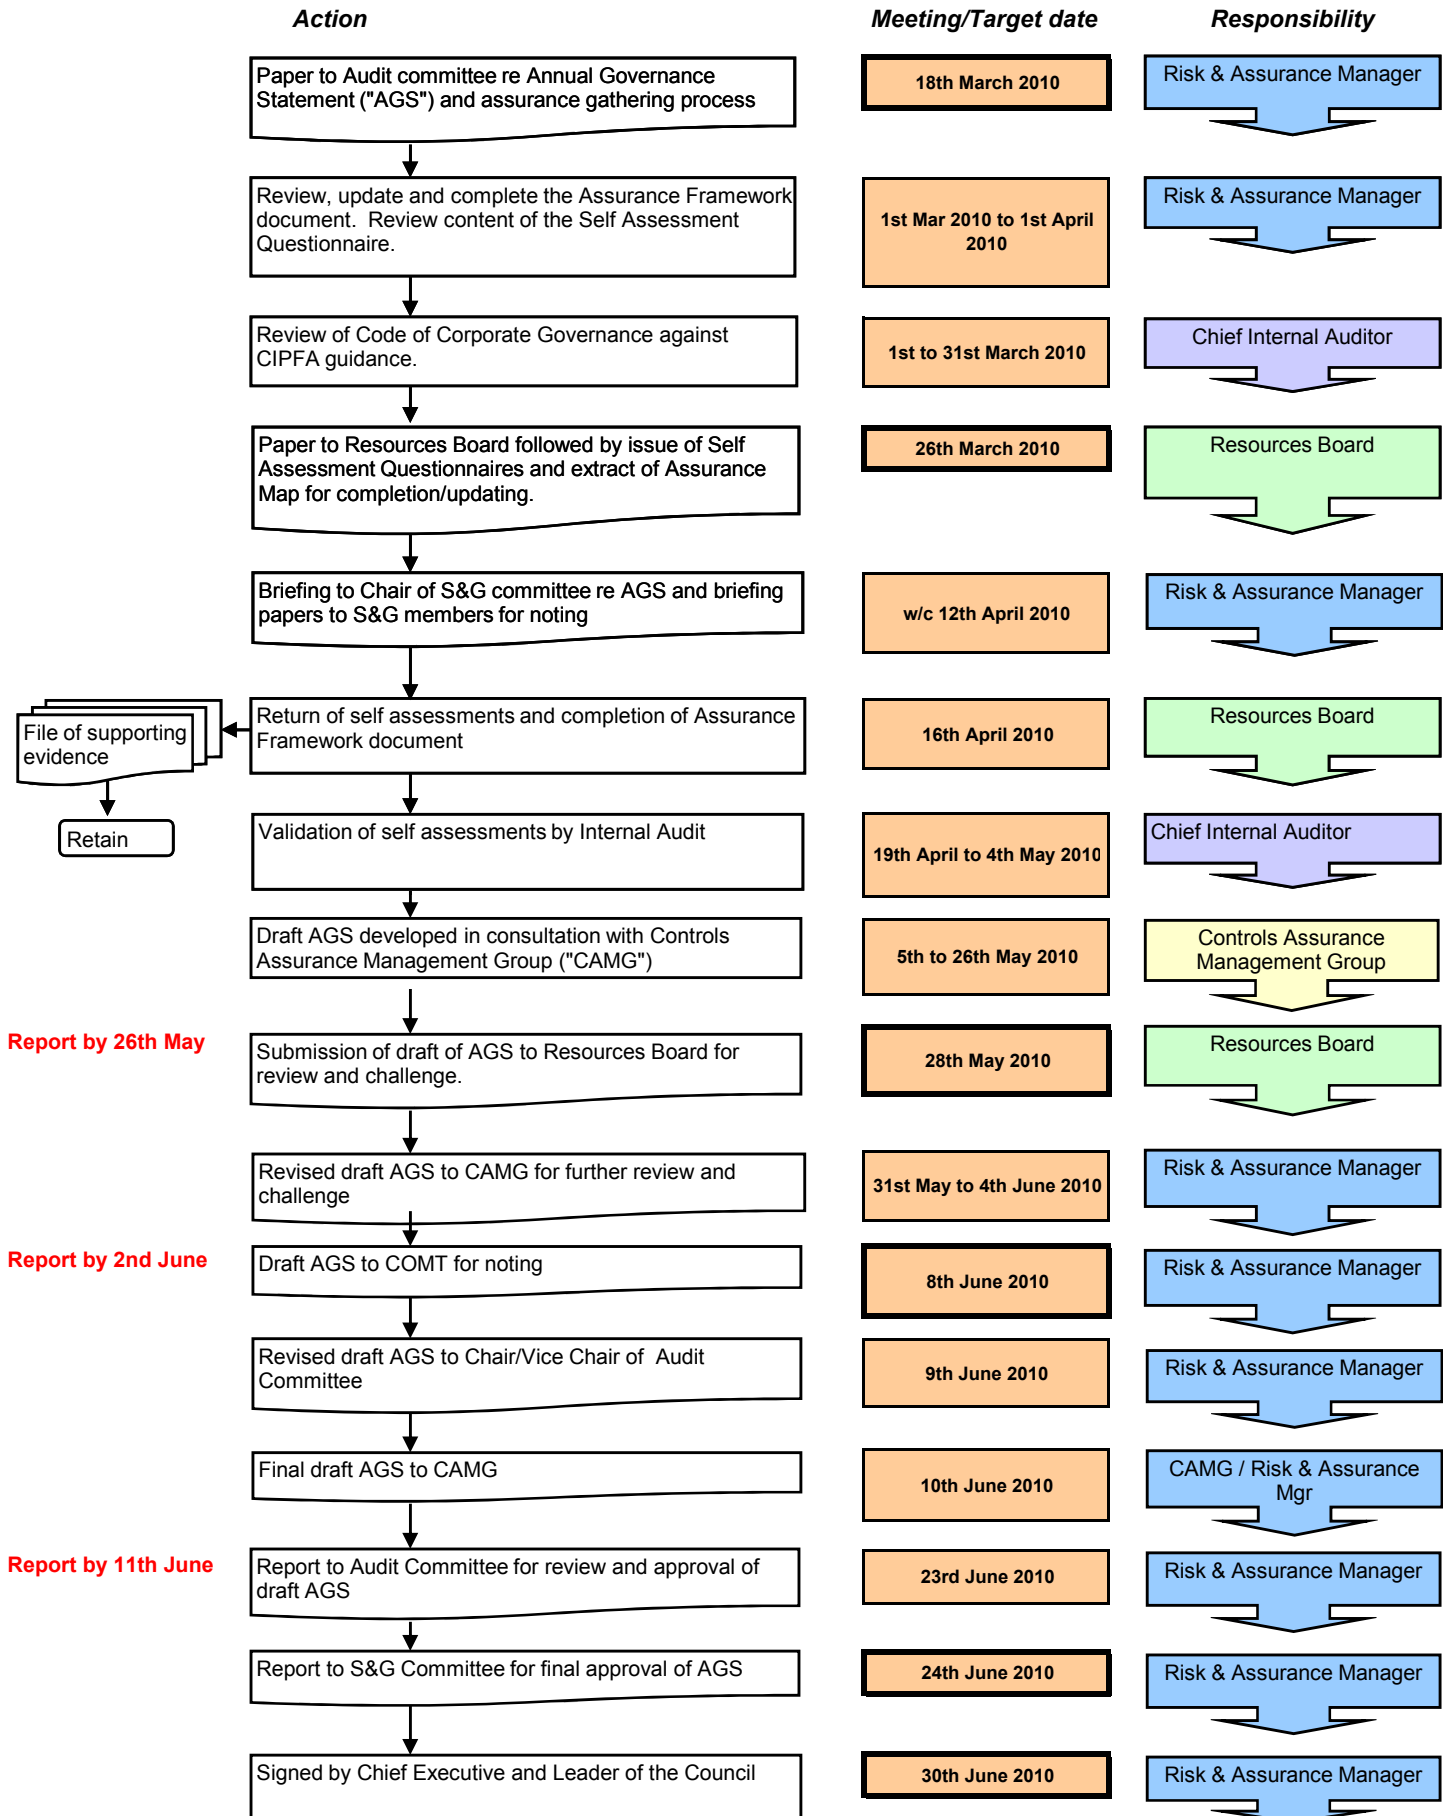 Action
Meeting/Target date
Responsibility
Paper to Audit committee re Annual Governance
Statement ("AGS") and assurance gathering process
18th March 2010
Risk & Assurance Manager
Review, update and complete the Assurance Framework
document.  Review content of the Self Assessment
Questionnaire.
1st Mar 2010 to 1st April
2010
Risk & Assurance Manager
Review of Code of Corporate Governance against
CIPFA guidance.
1st to 31st March 2010
Chief Internal Auditor
Paper to Resources Board followed by issue of Self
Assessment Questionnaires and extract of Assurance
Map for completion/updating.
26th March 2010
Resources Board
Briefing to Chair of S&G committee re AGS and briefing
papers to S&G members for noting
w/c 12th April 2010
Risk & Assurance Manager
File of supporting
evidence
Retain
Return of self assessments and completion of Assurance
Framework document
16th April 2010
Resources Board
Validation of self assessments by Internal Audit
19th April to 4th May 2010
Chief Internal Auditor
Draft AGS developed in consultation with Controls
Assurance Management Group ("CAMG")
5th to 26th May 2010
Controls Assurance
Management Group
Report by 26th May
Submission of draft of AGS to Resources Board for
review and challenge.
28th May 2010
Resources Board
Revised draft AGS to CAMG for further review and
challenge
31st May to 4th June 2010
Risk & Assurance Manager
Report by 2nd June
Draft AGS to COMT for noting
8th June 2010
Risk & Assurance Manager
Revised draft AGS to Chair/Vice Chair of  Audit
Committee
9th June 2010
Risk & Assurance Manager
Final draft AGS to CAMG
10th June 2010
CAMG / Risk & Assurance
Mgr
Report by 11th June
Report to Audit Committee for review and approval of
draft AGS
23rd June 2010
Risk & Assurance Manager
Report to S&G Committee for final approval of AGS
24th June 2010
Risk & Assurance Manager
Signed by Chief Executive and Leader of the Council
30th June 2010
Risk & Assurance Manager